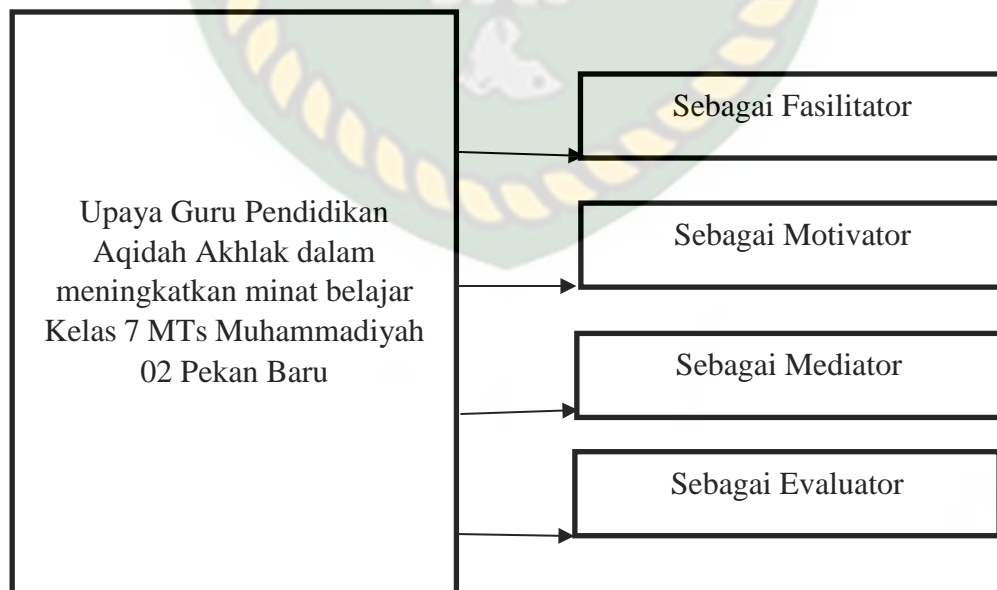 Upaya Guru Pendidikan
Aqidah Akhlak dalam
meningkatkan minat belajar
Kelas 7 MTs Muhammadiyah
02 Pekan Baru
Sebagai Fasilitator
Sebagai Motivator
Sebagai Mediator
Sebagai Evaluator